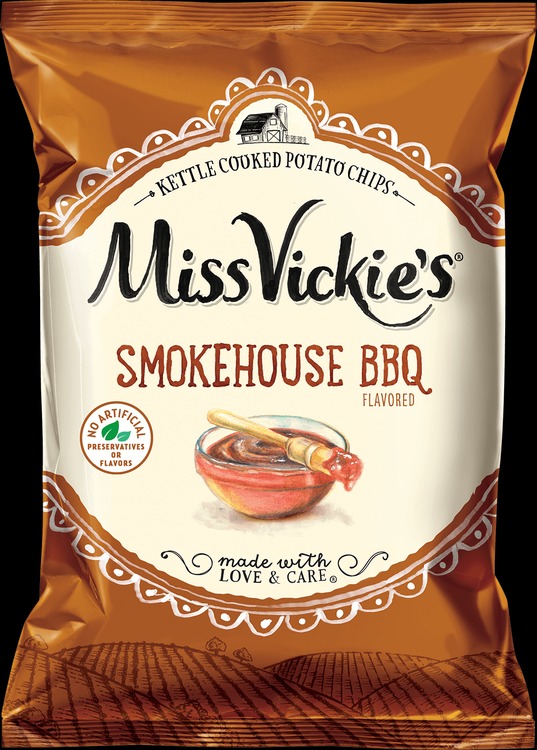 KETTLE COOKED POTATO CHIPS
Miss Vickie's®
SMOKEHOUSE BBQ
FLAVORED
NO ARTIFICIAL
PRESERVATIVES
OR
FLAVORS
made with
LOVE & CARE®